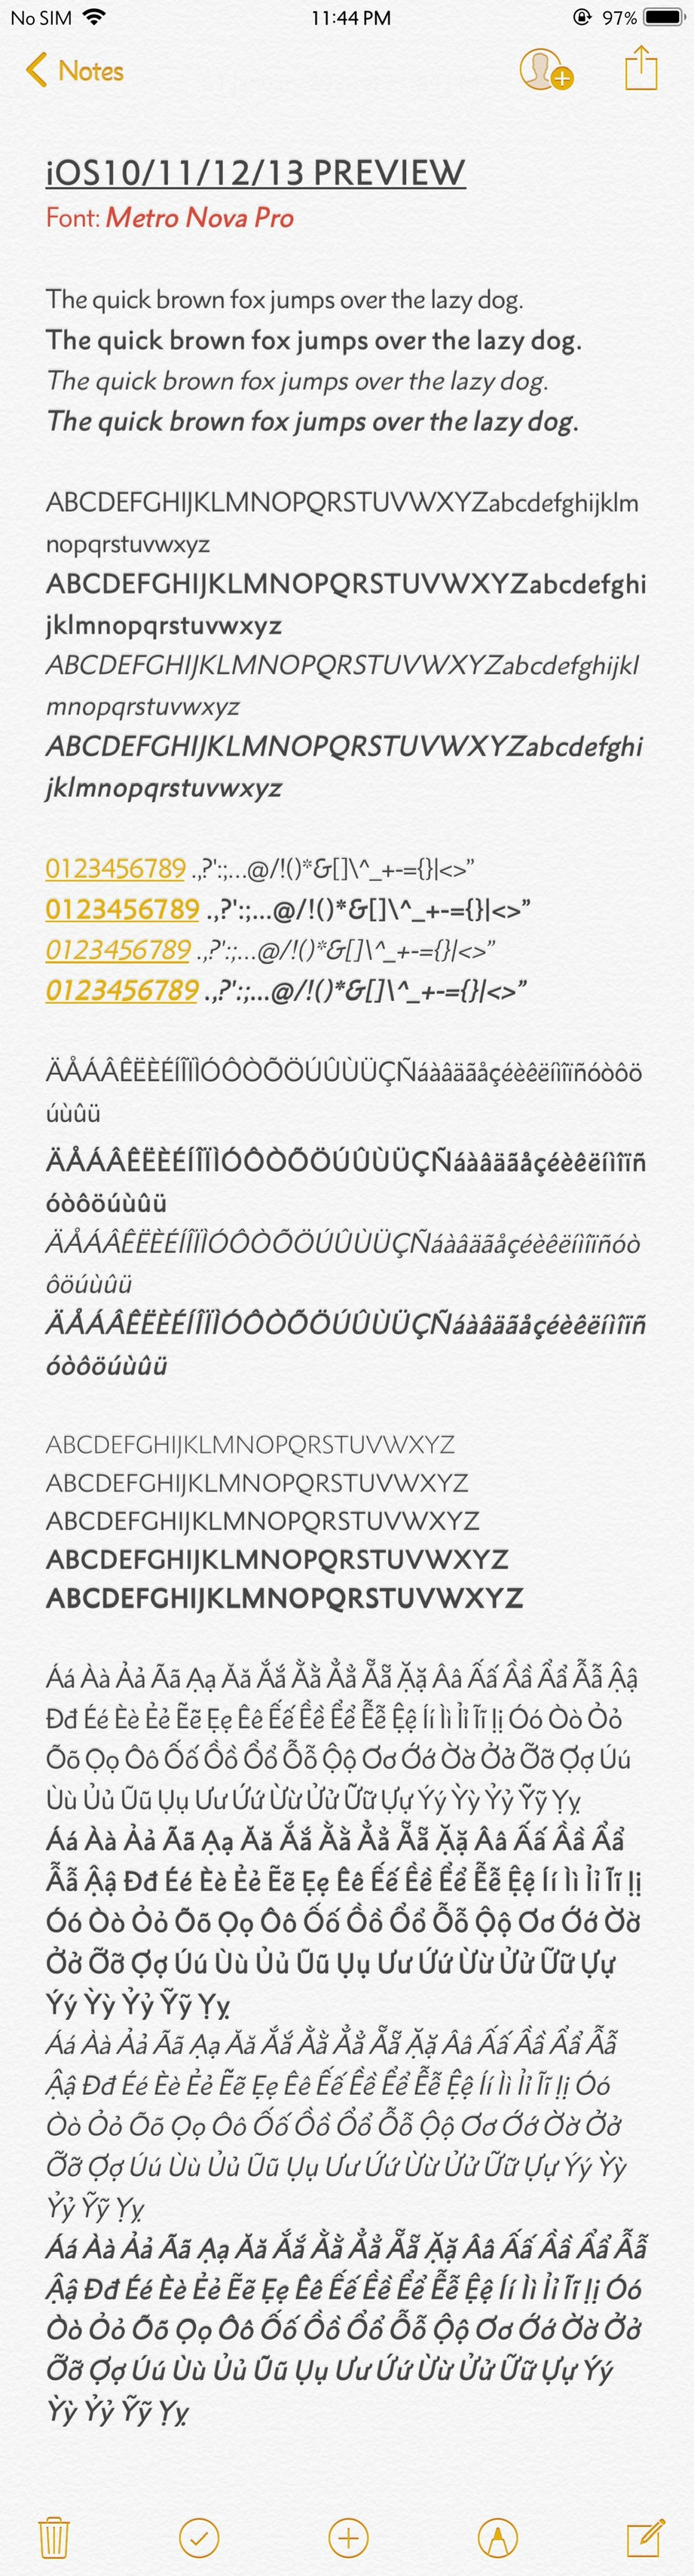 No SIM 11:44 PM 97%
Notes
iOS10/11/12/13 PREVIEW
Font: Metro Nova Pro
The quick brown fox jumps over the lazy dog.
The quick brown fox jumps over the lazy dog.
The quick brown fox jumps over the lazy dog.
The quick brown fox jumps over the lazy dog.
ABCDEFGHIJKLMNOPQRSTUVWXYZabcdefghijklm
nopqrstuvwxyz
ABCDEFGHIJKLMNOPQRSTUVWXYZabcdefghi
jklmnopqrstuvwxyz
ABCDEFGHIJKLMNOPQRSTUVWXYZabcdefghijkl
mnopqrstuvwxyz
ABCDEFGHIJKLMNOPQRSTUVWXYZabcdefghi
jklmnopqrstuvwxyz
0123456789 .,?':;...@/!()*&[]\^_+-={}|<>”
0123456789 .,?':;...@/!()*&[]\^_+-={}|<>”
0123456789 .,?':;...@/!()*&[]\^_+-={}|<>”
0123456789 .,?':;...@/!()*&[]\^_+-={}|<>”
ÄÅÁÂÊËÈÉÍÎÏÌÓÔÒÕÖÚÛÙÜÇÑáàâäãåçéèêëíìîïñóòôö
úùûü
ÄÅÁÂÊËÈÉÍÎÏÌÓÔÒÕÖÚÛÙÜÇÑáàâäãåçéèêëíìîïñ
óòôöúùûü
ÄÅÁÂÊËÈÉÍÎÏÌÓÔÒÕÖÚÛÙÜÇÑáàâäãåçéèêëíìîïñóò
ôöúùûü
ÄÅÁÂÊËÈÉÍÎÏÌÓÔÒÕÖÚÛÙÜÇÑáàâäãåçéèêëíìîïñ
óòôöúùûü
ABCDEFGHIJKLMNOPQRSTUVWXYZ
ABCDEFGHIJKLMNOPQRSTUVWXYZ
ABCDEFGHIJKLMNOPQRSTUVWXYZ
ABCDEFGHIJKLMNOPQRSTUVWXYZ
ABCDEFGHIJKLMNOPQRSTUVWXYZ
Áá Àà Ảả Ãã Ạạ Ăă Ắắ Ằằ Ẳẳ Ẵẵ Ặặ Ââ Ấấ Ầầ Ẩẩ Ẫẫ Ậậ
Đđ Éé Èè Ẻẻ Ẽẽ Ẹẹ Êê Ếế Ềề Ểể Ễễ Ệệ Íí Ìì Ỉỉ Ĩĩ Ịị Óó Òò Ỏỏ
Õõ Ọọ Ôô Ốố Ồồ Ổổ Ỗỗ Ộộ Ơơ Ớớ Ờờ Ởở Ỡỡ Ợợ Úú
Ùù Ủủ Ũũ Ụụ Ưư Ứứ Ừừ Ửử Ữữ Ựự Ýý Ỳỳ Ỷỷ Ỹỹ Ỵỵ
Áá Àà Ảả Ãã Ạạ Ăă Ắắ Ằằ Ẳẳ Ẵẵ Ặặ Ââ Ấấ Ầầ Ẩẩ
Ẫẫ Ậậ Đđ Éé Èè Ẻẻ Ẽẽ Ẹẹ Êê Ếế Ềề Ểể Ễễ Ệệ Íí Ìì Ỉỉ Ĩĩ Ịị
Óó Òò Ỏỏ Õõ Ọọ Ôô Ốố Ồồ Ổổ Ỗỗ Ộộ Ơơ Ớớ Ờờ
Ởở Ỡỡ Ợợ Úú Ùù Ủủ Ũũ Ụụ Ưư Ứứ Ừừ Ửử Ữữ Ựự
Ýý Ỳỳ Ỷỷ Ỹỹ Ỵỵ
Áá Àà Ảả Ãã Ạạ Ăă Ắắ Ằằ Ẳẳ Ẵẵ Ặặ Ââ Ấấ Ầầ Ẩẩ Ẫẫ
Ậậ Đđ Éé Èè Ẻẻ Ẽẽ Ẹẹ Êê Ếế Ềề Ểể Ễễ Ệệ Íí Ìì Ỉỉ Ĩĩ Ịị Óó
Òò Ỏỏ Õõ Ọọ Ôô Ốố Ồồ Ổổ Ỗỗ Ộộ Ơơ Ớớ Ờờ Ởở
Ỡỡ Ợợ Úú Ùù Ủủ Ũũ Ụụ Ưư Ứứ Ừừ Ửử Ữữ Ựự Ýý Ỳỳ
Ỷỷ Ỹỹ Ỵỵ
Áá Àà Ảả Ãã Ạạ Ăă Ắắ Ằằ Ẳẳ Ẵẵ Ặặ Ââ Ấấ Ầầ Ẩẩ Ẫẫ
Ậậ Đđ Éé Èè Ẻẻ Ẽẽ Ẹẹ Êê Ếế Ềề Ểể Ễễ Ệệ Íí Ìì Ỉỉ Ĩĩ Ịị Óó
Òò Ỏỏ Õõ Ọọ Ôô Ốố Ồồ Ổổ Ỗỗ Ộộ Ơơ Ớớ Ờờ Ởở
Ỡỡ Ợợ Úú Ùù Ủủ Ũũ Ụụ Ưư Ứứ Ừừ Ửử Ữữ Ựự Ýý
Ỳỳ Ỷỷ Ỹỹ Ỵỵ